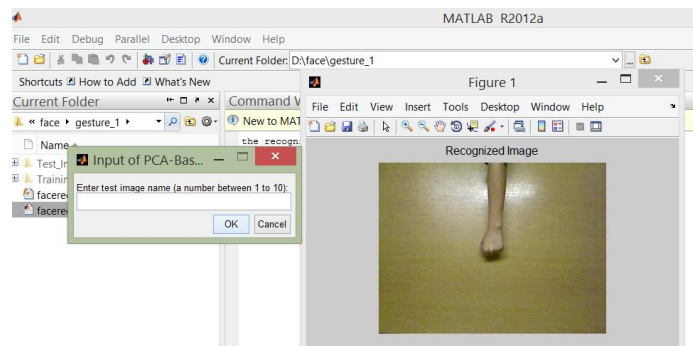 MATLAB R2012a
File Edit Debug Parallel Desktop Window Help
Current Folder: D:\face\gesture_1
Shortcuts How to Add What's New
Current Folder
« face gesture_1
Name
Test_I
Trainin
facere
facere
Command
New to MAT
the recogn
Input of PCA-Bas...
Enter test image name (a number between 1 to 10):
OK Cancel
Figure 1
File Edit View Insert Tools Desktop Window Help
Recognized Image